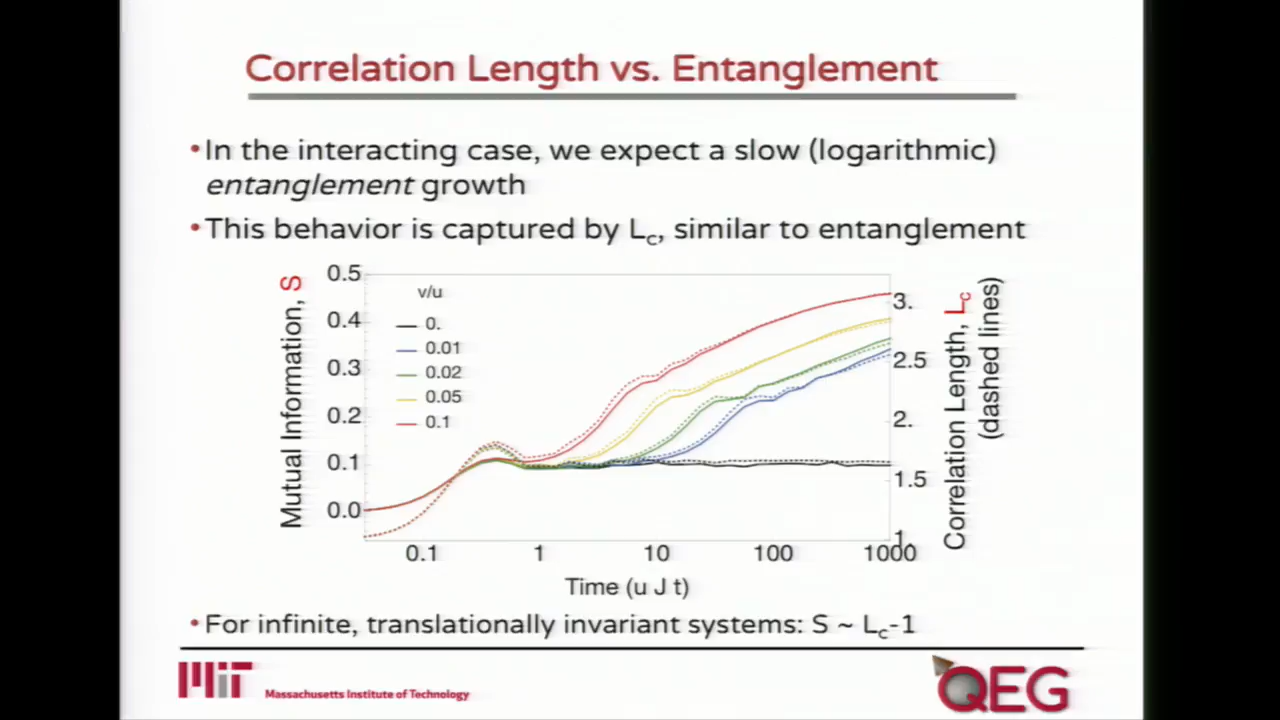 Correlation Length vs. Entanglement
•In the interacting case, we expect a slow (logarithmic)
entanglement growth
•This behavior is captured by Lc, similar to entanglement
Mutual Information, S
0.5
0.4
0.3
0.2
0.1
0.0
v/u
0.
0.01
0.02
0.05
0.1
3.
2.5
2.
1.5
1.
Correlation Length, Lc
(dashed lines)
0.1 1 10 100 1000
Time (u J t)
•For infinite, translationally invariant systems: S ~ Lc-1
MIT Massachusetts Institute of Technology
QEG